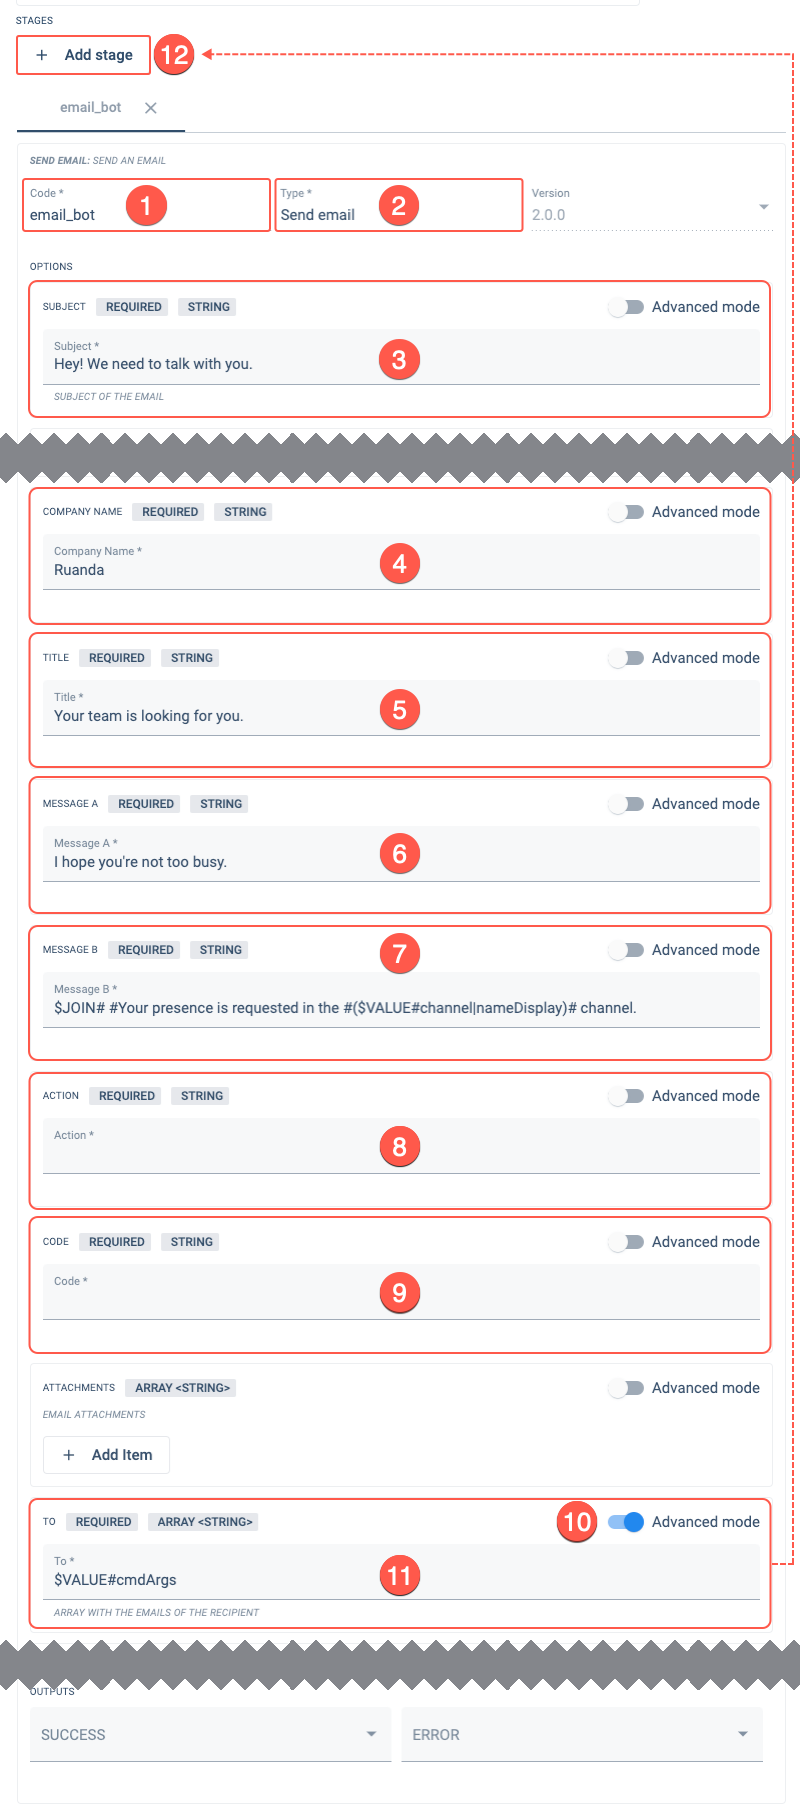 STAGES
+ Add stage 12
email_bot
SEND EMAIL: SEND AN EMAIL
Code *
email_bot
1
Type *
Send email
2
Version
2.0.0
OPTIONS
SUBJECT REQUIRED STRING Advanced mode
Subject *
Hey! We need to talk with you.
3
SUBJECT OF THE EMAIL
COMPANY NAME REQUIRED STRING Advanced mode
Company Name *
Ruanda
4
TITLE REQUIRED STRING Advanced mode
Title *
Your team is looking for you.
5
MESSAGE A REQUIRED STRING Advanced mode
Message A *
I hope you're not too busy.
6
MESSAGE B REQUIRED STRING 7 Advanced mode
Message B *
$JOIN# #Your presence is requested in the #($VALUE#channel|nameDisplay)# channel.
ACTION REQUIRED STRING Advanced mode
Action *
8
CODE REQUIRED STRING Advanced mode
Code *
9
ATTACHMENTS ARRAY <STRING> Advanced mode
EMAIL ATTACHMENTS
+ Add Item
TO REQUIRED ARRAY <STRING> 10 Advanced mode
To *
$VALUE#cmdArgs
11
ARRAY WITH THE EMAILS OF THE RECIPIENT
OUTPUTS
SUCCESS ERROR